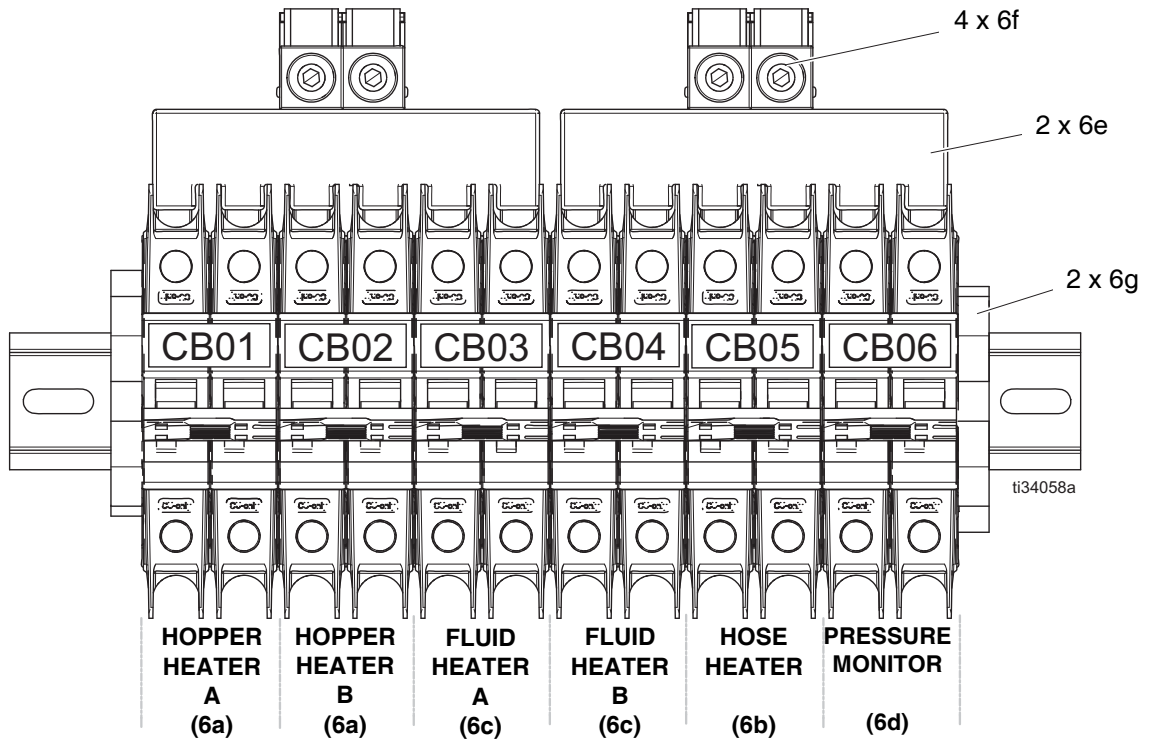 4 x 6f
2 x 6e
2 x 6g
CB01 CB02 CB03 CB04 CB05 CB06
ti34058a
HOPPER HEATER A (6a)
HOPPER HEATER B (6a)
FLUID HEATER A (6c)
FLUID HEATER B (6c)
HOSE HEATER (6b)
PRESSURE MONITOR (6d)